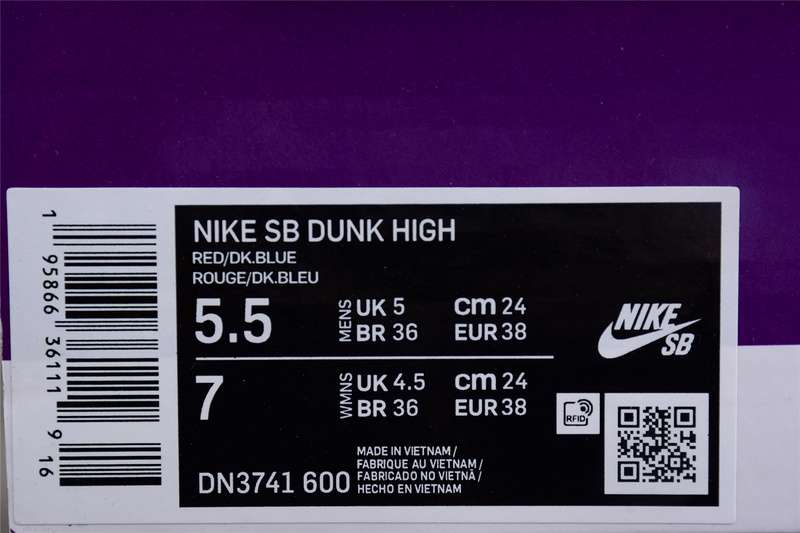 1 95866 36111 9 16
NIKE SB DUNK HIGH
RED/DK.BLUE
ROUGE/DK.BLEU
5.5
MENS
UK 5
cm 24
BR 36
EUR 38
7
WMNS
UK 4.5
cm 24
BR 36
EUR 38
NIKE
SB
RFID
DN3741 600
MADE IN VIETNAM /
FABRIQUE AU VIETNAM /
FABRICADO NO VIETNÃ /
HECHO EN VIETNAM